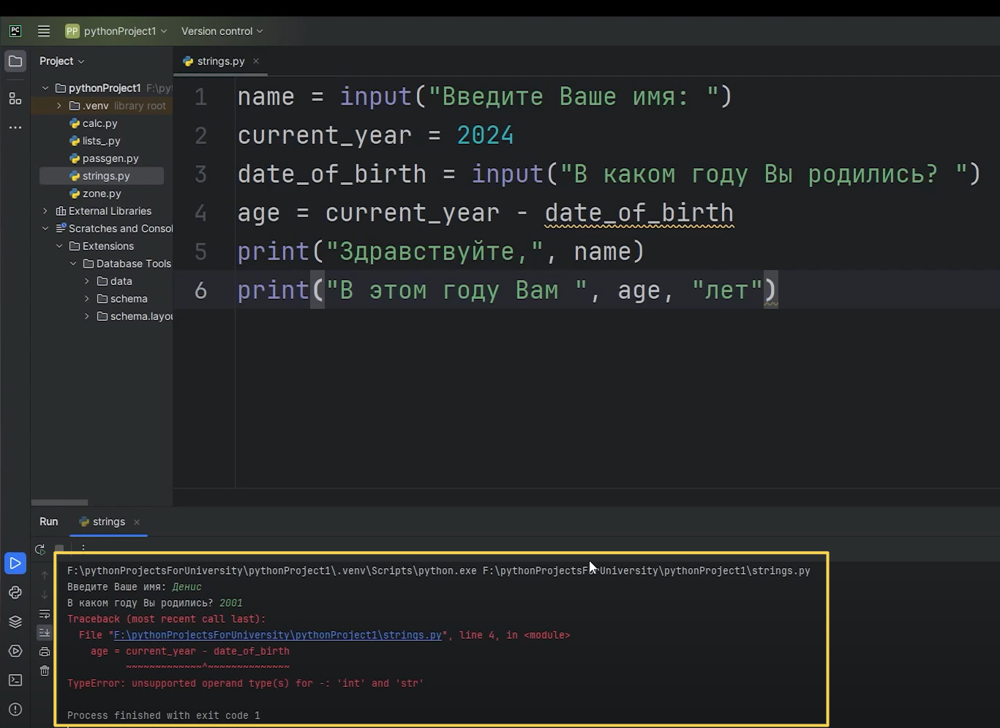 PC
PP pythonProject1 Version control
Project
strings.py
pythonProject1 F:\py
.venv library root
calc.py
lists_.py
passgen.py
strings.py
zone.py
External Libraries
Scratches and Consol
Extensions
Database Tools
data
schema
schema.layou
1 name = input("Введите Ваше имя: ")
2 current_year = 2024
3 date_of_birth = input("В каком году Вы родились? ")
4 age = current_year - date_of_birth
5 print("Здравствуйте,", name)
6 print("В этом году Вам ", age, "лет")
Run strings
F:\pythonProjectsForUniversity\pythonProject1\.venv\Scripts\python.exe F:\pythonProjectsForUniversity\pythonProject1\strings.py
Введите Ваше имя: Денис
В каком году Вы родились? 2001
Traceback (most recent call last):
File "F:\pythonProjectsForUniversity\pythonProject1\strings.py", line 4, in <module>
age = current_year - date_of_birth
~~~~~~~~~~~~~^~~~~~~~~~~~~~~
TypeError: unsupported operand type(s) for -: 'int' and 'str'
Process finished with exit code 1